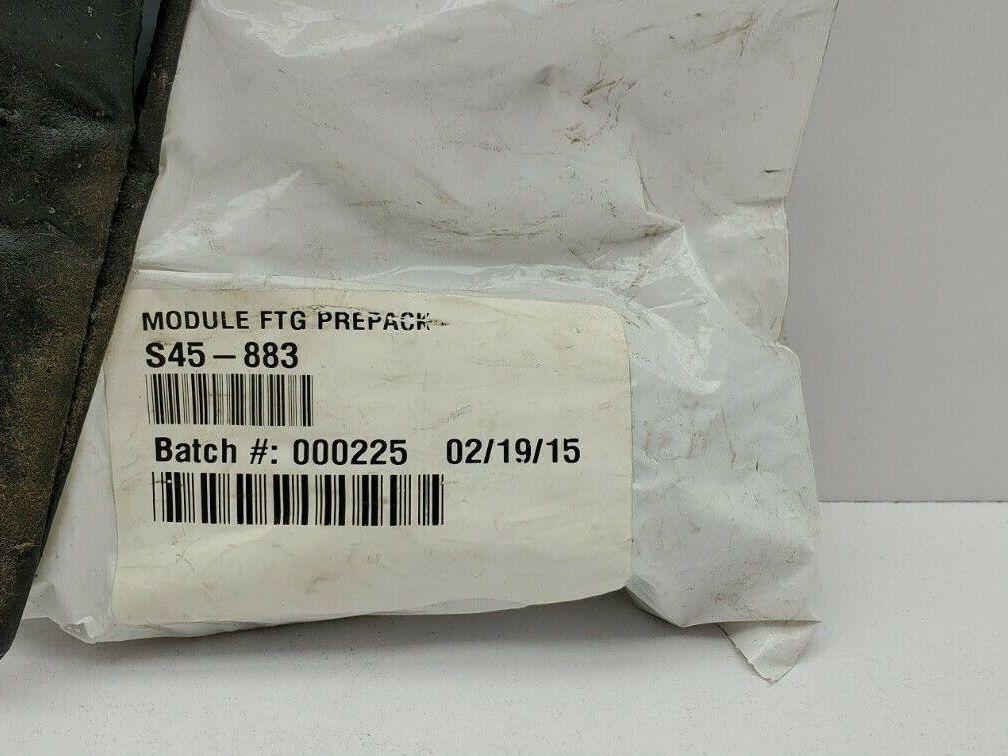 MODULE FTG PREPACK
S45-883
Batch #: 000225 02/19/15